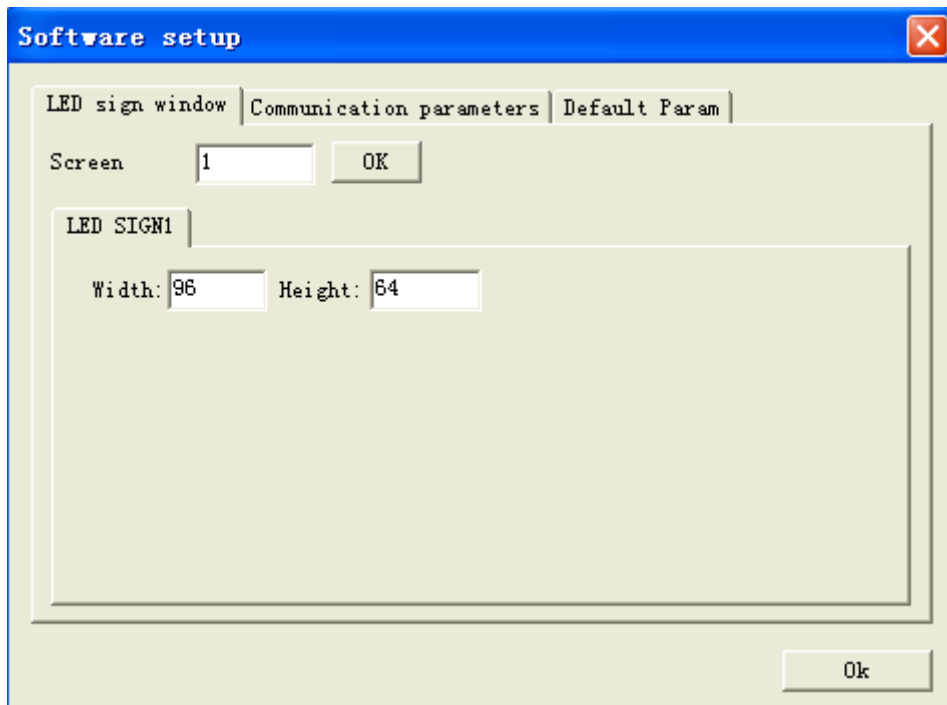 Software setup
LED sign window Communication parameters Default Param
Screen 1 OK
LED SIGN1
Width: 96 Height: 64
Ok